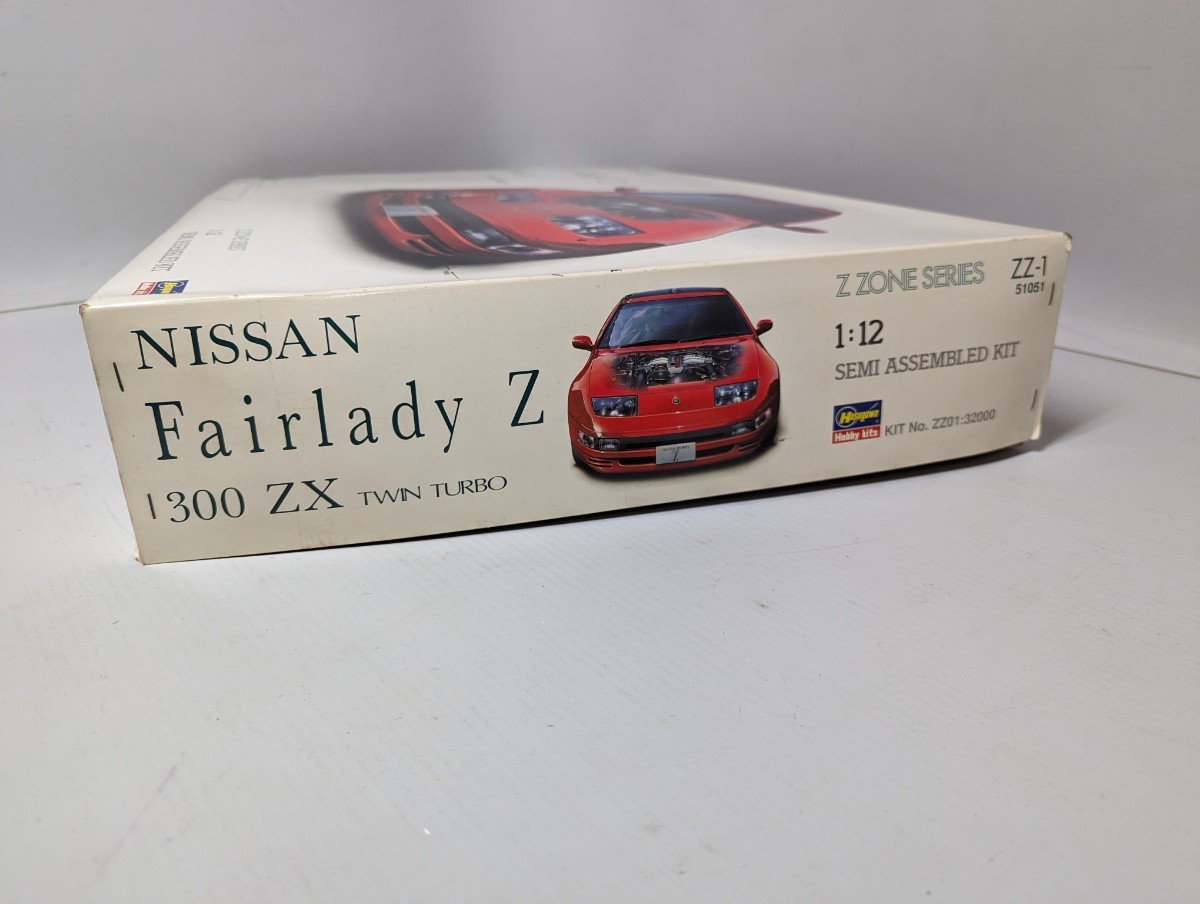 NISSAN
Fairlady Z
300 ZX TWIN TURBO
Z
Z ZONE SERIES
ZZ-1
51051
1:12
SEMI ASSEMBLED KIT
Hasegawa
Hobby kits
KIT No. ZZ01:32000